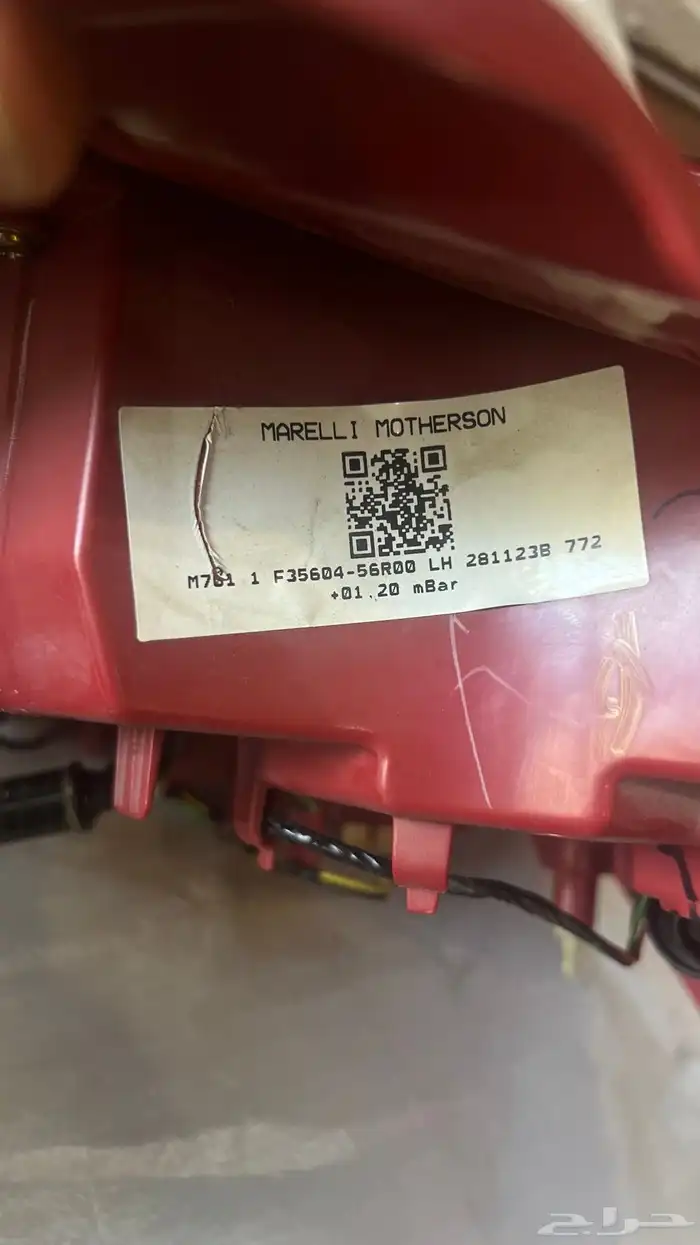 MARELLI MOTHERSON
1 F35604-56R00 LH 281123B 772
+01.20 mBar
حراج